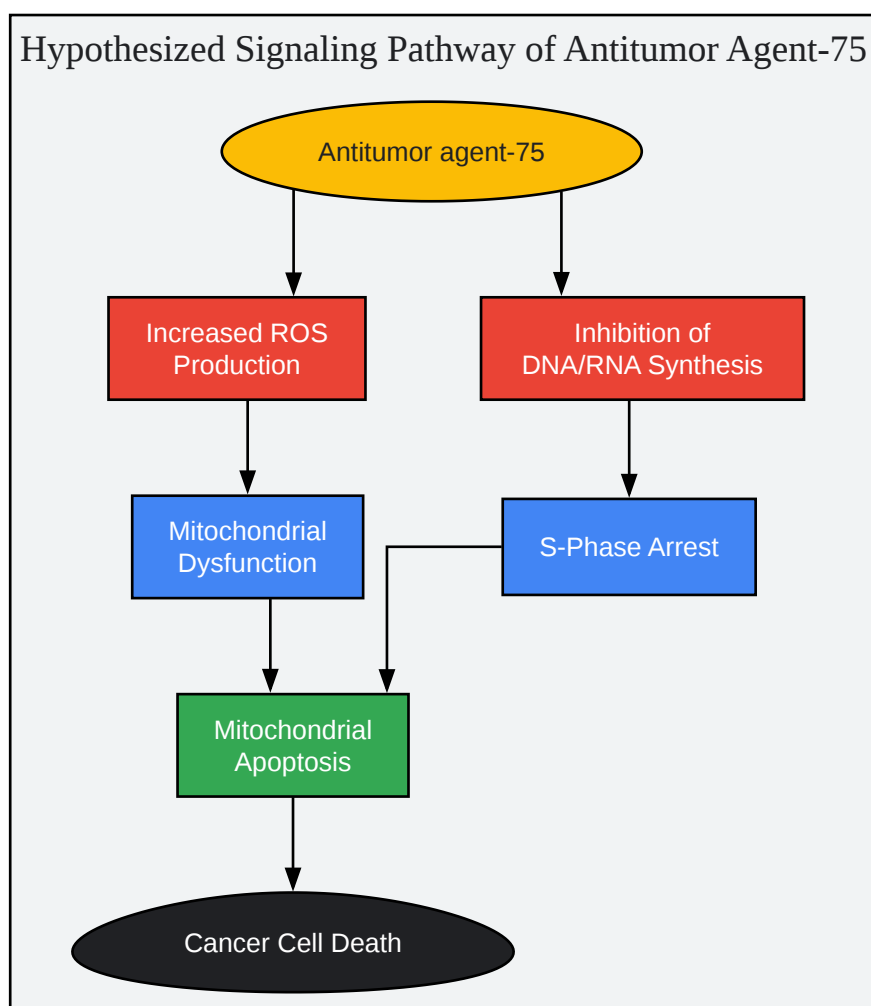 Hypothesized Signaling Pathway of Antitumor Agent-75
Antitumor agent-75
Increased ROS
Production
Inhibition of
DNA/RNA Synthesis
Mitochondrial
Dysfunction
S-Phase Arrest
Mitochondrial
Apoptosis
Cancer Cell Death